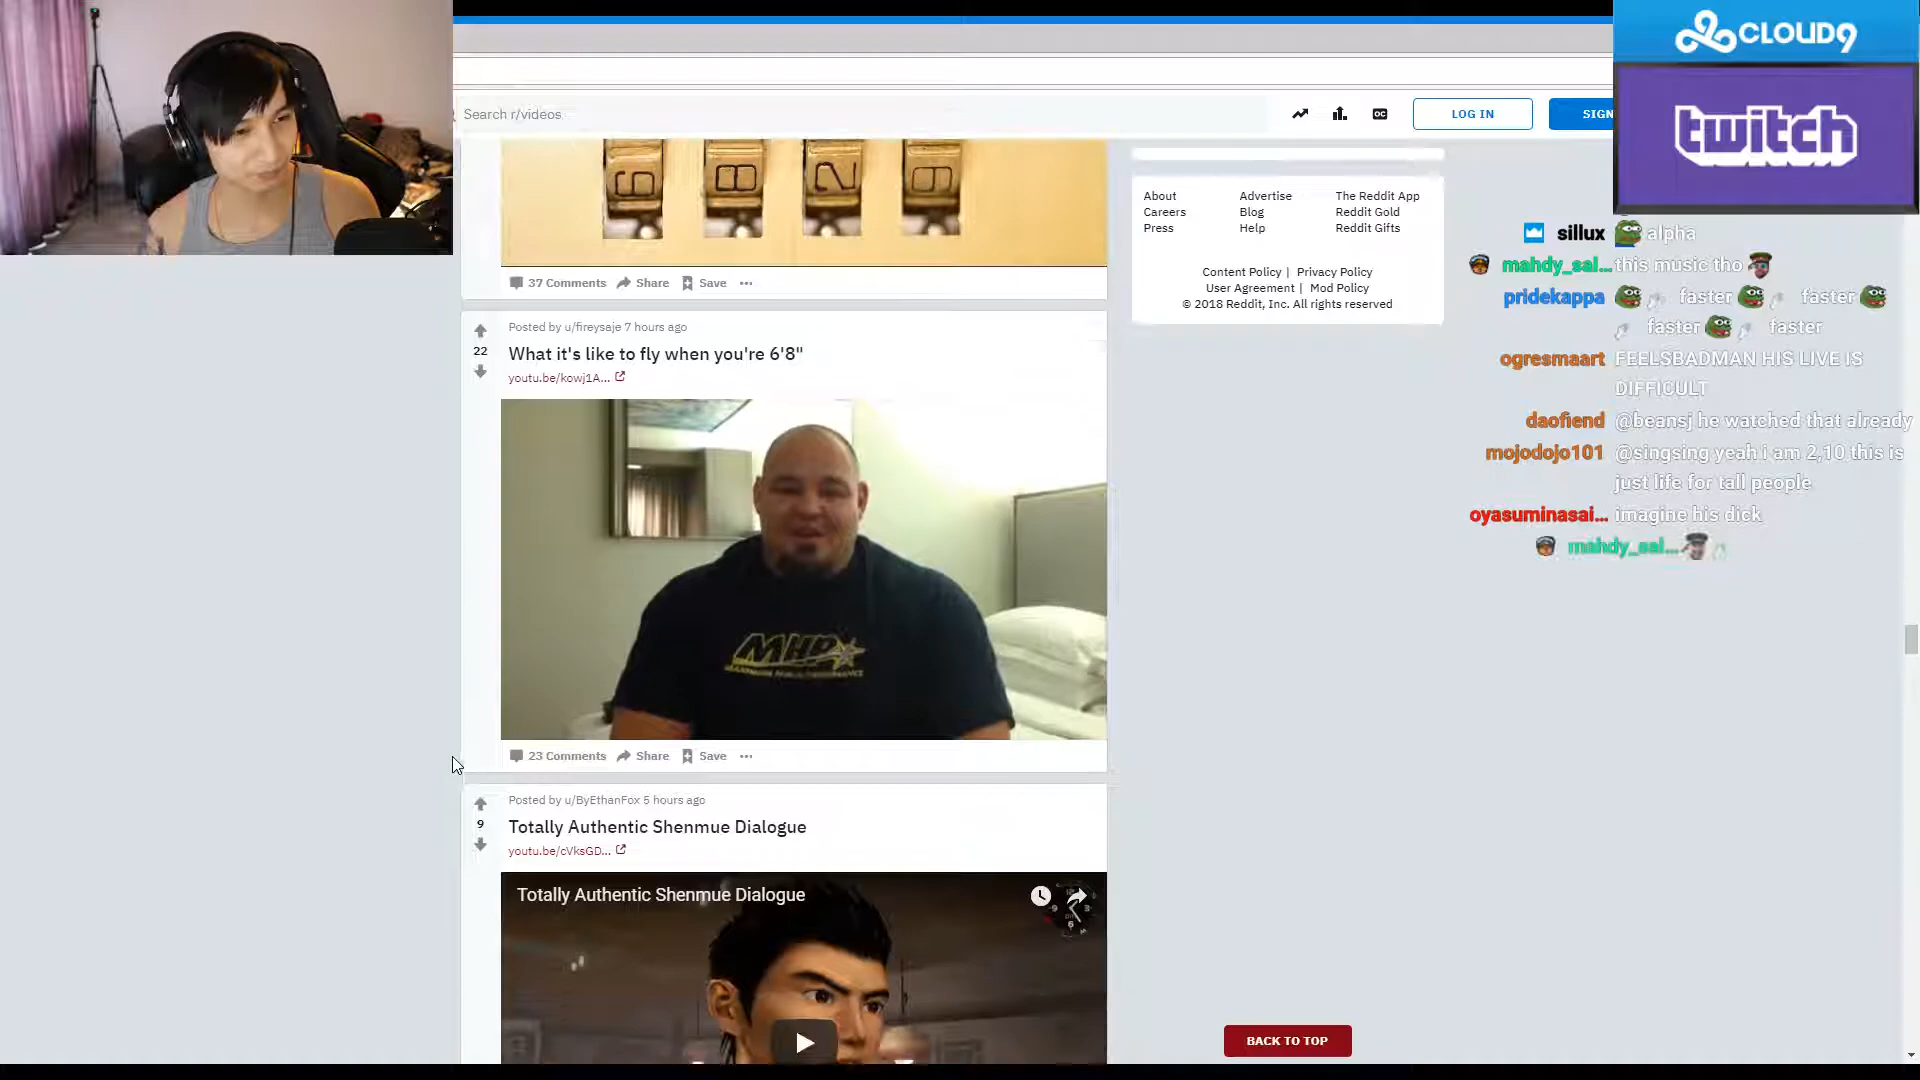 CLOUD9
twitch
Search r/videos
LOG IN
SIGN
6 8 2 9
37 Comments Share Save
Posted by u/fireysaje 7 hours ago
22
What it's like to fly when you're 6'8"
youtu.be/kowj1A...
MHP
23 Comments Share Save
Posted by u/ByEthanFox 5 hours ago
9
Totally Authentic Shenmue Dialogue
youtu.be/cVksGD...
Totally Authentic Shenmue Dialogue
About Advertise The Reddit App
Careers Blog Reddit Gold
Press Help Reddit Gifts
Content Policy | Privacy Policy
User Agreement | Mod Policy
© 2018 Reddit, Inc. All rights reserved
BACK TO TOP
sillux alpha
mahdy_sal... this music tho
pridekappa faster faster
faster faster
ogresmaart FEELSBADMAN HIS LIVE IS
DIFFICULT
daofiend @beansj he watched that already
mojodojo101 @singsing yeah i am 2,10 this is
just life for tall people
oyasuminasai... imagine his dick
mahdy_sal...